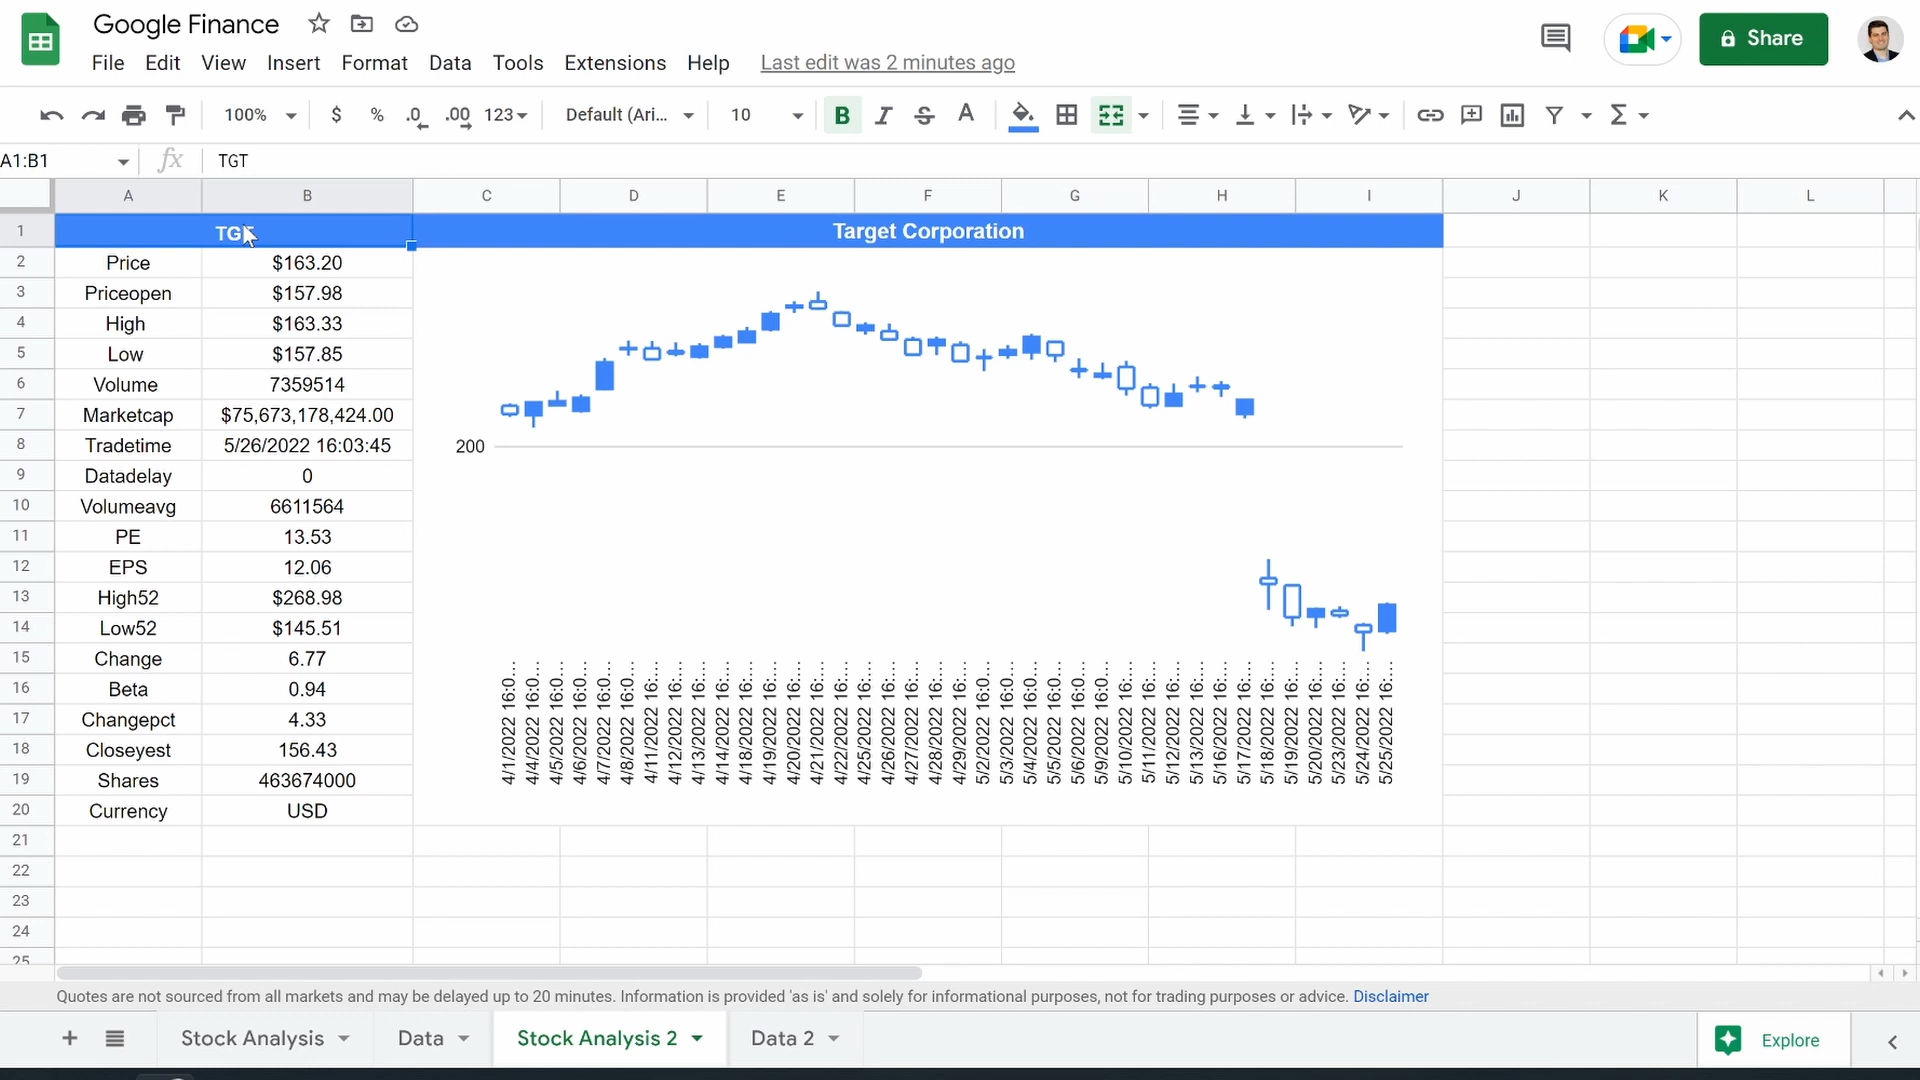 Google Finance
File Edit View Insert Format Data Tools Extensions Help Last edit was 2 minutes ago
Share
100% $ % .0 .00 123 Default (Ari... 10 B I S A
A1:B1 fx TGT
A B C D E F G H I J K L
1 Target Corporation
2 Price $163.20
3 Priceopen $157.98
4 High $163.33
5 Low $157.85
6 Volume 7359514
7 Marketcap $75,673,178,424.00
8 Tradetime 5/26/2022 16:03:45
9 Datadelay 0
10 Volumeavg 6611564
11 PE 13.53
12 EPS 12.06
13 High52 $268.98
14 Low52 $145.51
15 Change 6.77
16 Beta 0.94
17 Changepct 4.33
18 Closeyest 156.43
19 Shares 463674000
20 Currency USD
21
22
23
24
25
200
4/1/2022 16:0...
4/4/2022 16:0...
4/5/2022 16:0...
4/6/2022 16:0...
4/7/2022 16:0...
4/8/2022 16:0...
4/11/2022 16:...
4/12/2022 16:...
4/13/2022 16:...
4/14/2022 16:...
4/18/2022 16:...
4/19/2022 16:...
4/20/2022 16:...
4/21/2022 16:...
4/22/2022 16:...
4/25/2022 16:...
4/26/2022 16:...
4/27/2022 16:...
4/28/2022 16:...
4/29/2022 16:...
5/2/2022 16:0...
5/3/2022 16:0...
5/4/2022 16:0...
5/5/2022 16:0...
5/6/2022 16:0...
5/9/2022 16:0...
5/10/2022 16:...
5/11/2022 16:...
5/12/2022 16:...
5/13/2022 16:...
5/16/2022 16:...
5/17/2022 16:...
5/18/2022 16:...
5/19/2022 16:...
5/20/2022 16:...
5/23/2022 16:...
5/24/2022 16:...
5/25/2022 16:...
Quotes are not sourced from all markets and may be delayed up to 20 minutes. Information is provided 'as is' and solely for informational purposes, not for trading purposes or advice. Disclaimer
Stock Analysis Data Stock Analysis 2 Data 2 Explore